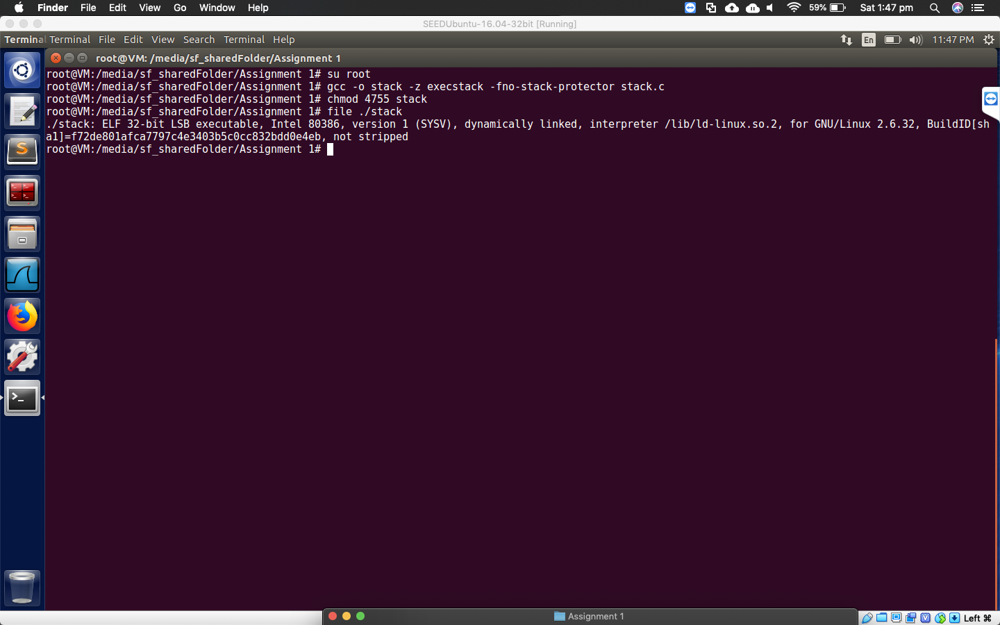 Finder File Edit View Go Window Help 59% Sat 1:47 pm
SEEDUbuntu-16.04-32bit [Running]
Termina Terminal File Edit View Search Terminal Help En 11:47 PM
root@VM: /media/sf_sharedFolder/Assignment 1
root@VM:/media/sf_sharedFolder/Assignment 1# su root
root@VM:/media/sf_sharedFolder/Assignment 1# gcc -o stack -z execstack -fno-stack-protector stack.c
root@VM:/media/sf_sharedFolder/Assignment 1# chmod 4755 stack
root@VM:/media/sf_sharedFolder/Assignment 1# file ./stack
./stack: ELF 32-bit LSB executable, Intel 80386, version 1 (SYSV), dynamically linked, interpreter /lib/ld-linux.so.2, for GNU/Linux 2.6.32, BuildID[sh
a1]=f72de801afca7797c4e3403b5c0cc832bdd0e4eb, not stripped
root@VM:/media/sf_sharedFolder/Assignment 1#
Assignment 1
Left ⌘